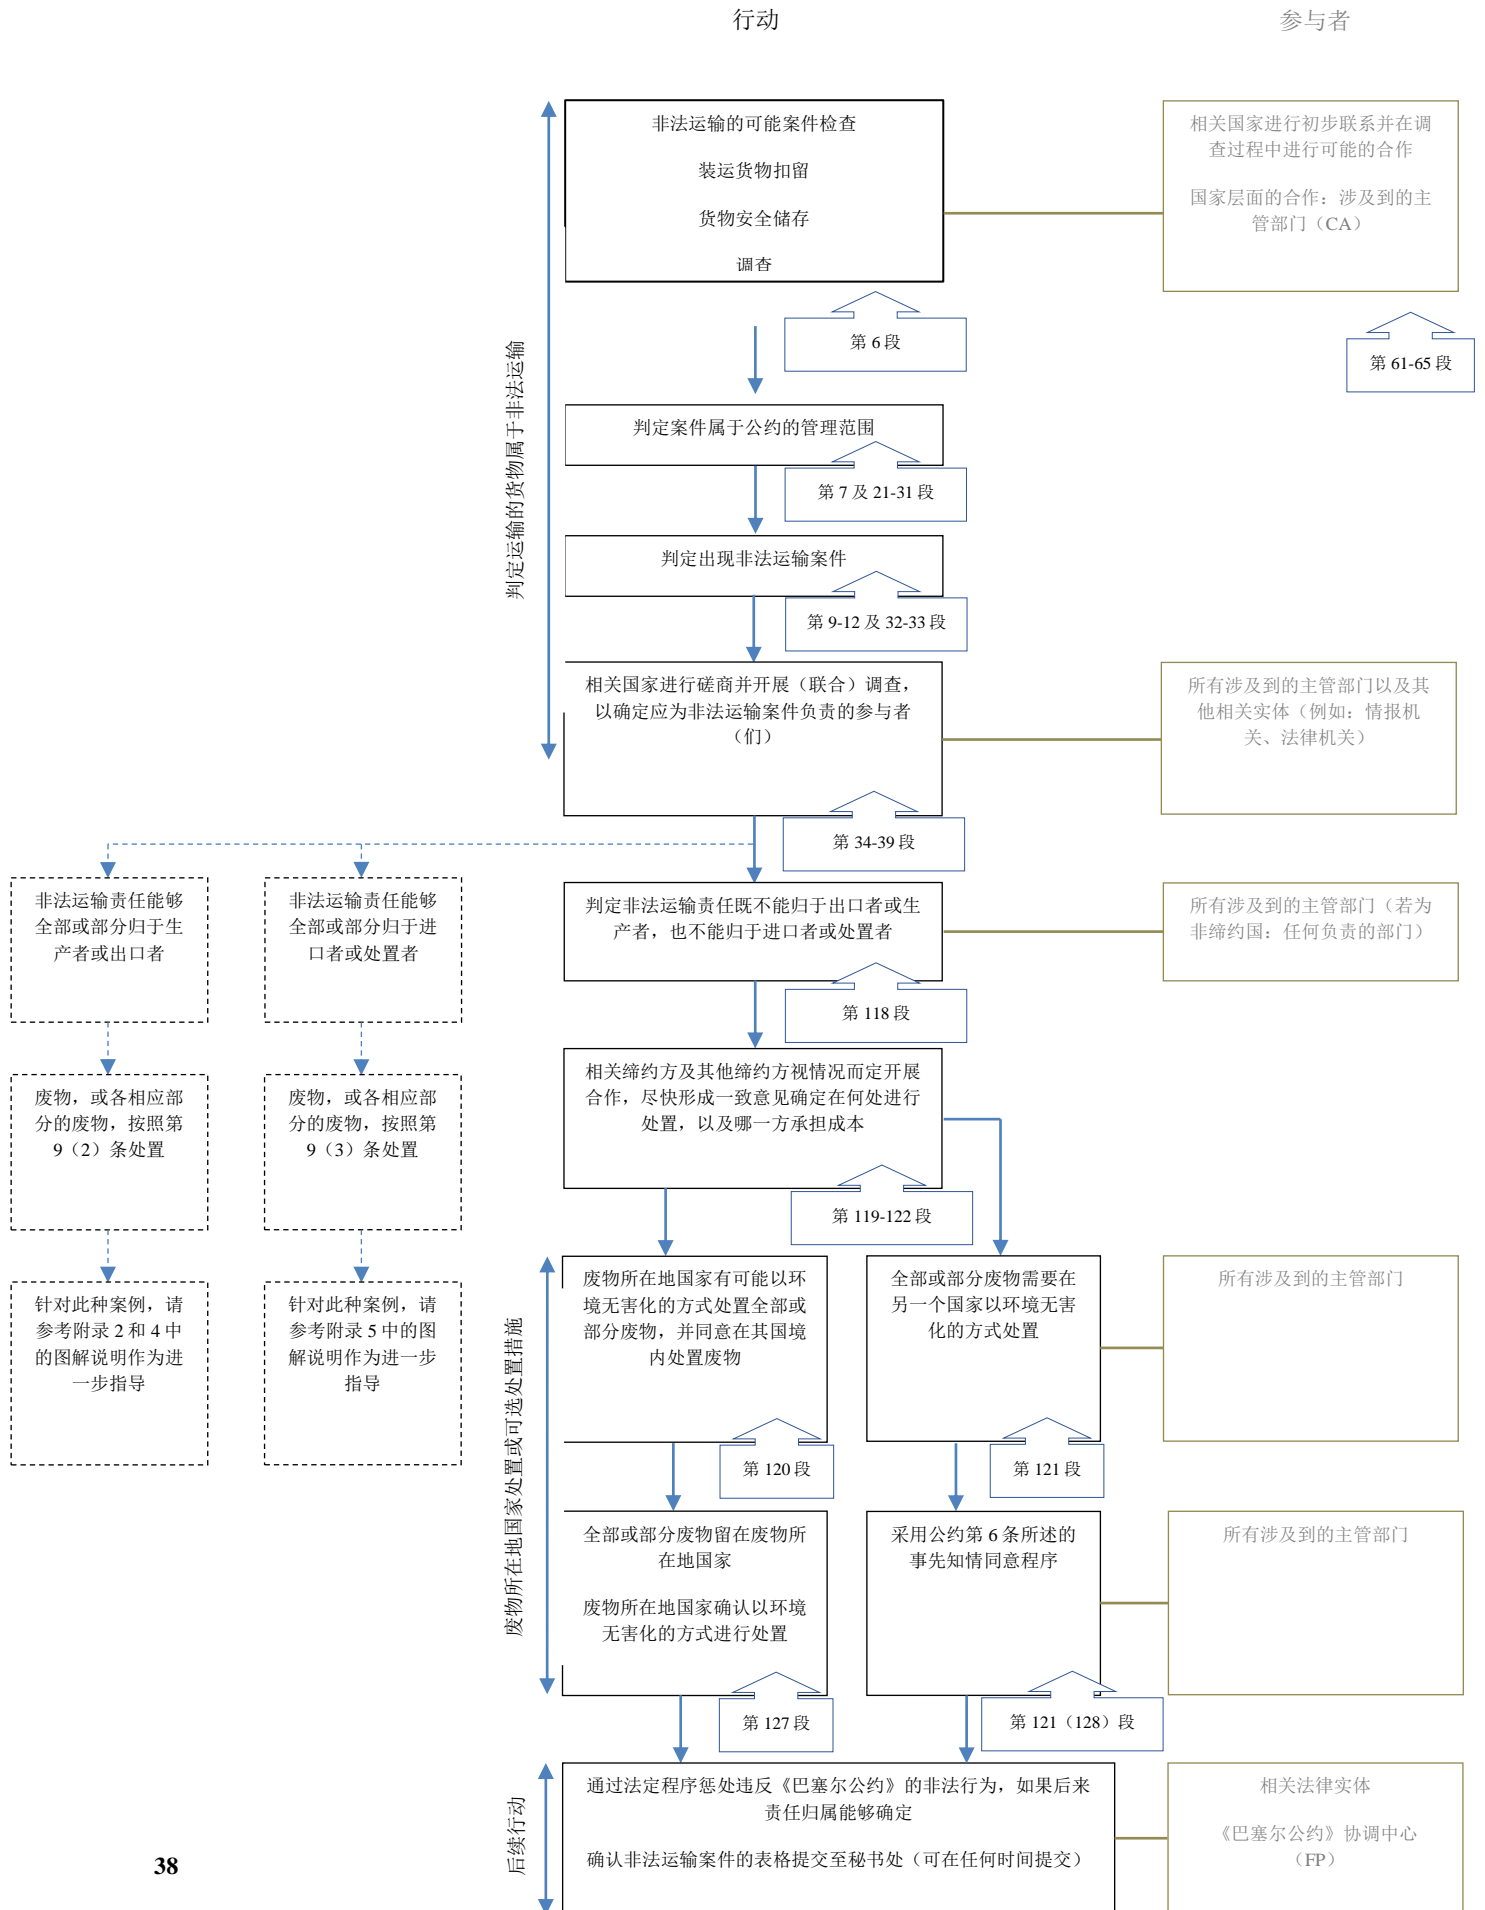 行动
参与者
非法运输的可能案件检查
装运货物扣留
货物安全储存
调查
相关国家进行初步联系并在调
查过程中进行可能的合作
国家层面的合作：涉及到的主
管部门（CA）
第 6 段
第 61-65 段
判定运输的货物属于非法运输
判定案件属于公约的管理范围
第 7 及 21-31 段
判定出现非法运输案件
第 9-12 及 32-33 段
相关国家进行磋商并开展（联合）调查，
以确定应为非法运输案件负责的参与者
（们）
所有涉及到的主管部门以及其
他相关实体（例如：情报机
关、法律机关）
第 34-39 段
非法运输责任能够
全部或部分归于生
产者或出口者
非法运输责任能够
全部或部分归于进
口者或处置者
判定非法运输责任既不能归于出口者或生
产者，也不能归于进口者或处置者
所有涉及到的主管部门（若为
非缔约国：任何负责的部门）
第 118 段
废物，或各相应部
分的废物，按照第
9（2）条处置
废物，或各相应部
分的废物，按照第
9（3）条处置
相关缔约方及其他缔约方视情况而定开展
合作，尽快形成一致意见确定在何处进行
处置，以及哪一方承担成本
第 119-122 段
针对此种案例，请
参考附录 2 和 4 中
的图解说明作为进
一步指导
针对此种案例，请
参考附录 5 中的图
解说明作为进一步
指导
废物所在地国家处置或可选处置措施
废物所在地国家有可能以环
境无害化的方式处置全部或
部分废物，并同意在其国境
内处置废物
全部或部分废物需要在
另一个国家以环境无害
化的方式处置
所有涉及到的主管部门
第 120 段
第 121 段
全部或部分废物留在废物所
在地国家
废物所在地国家确认以环境
无害化的方式进行处置
采用公约第 6 条所述的
事先知情同意程序
所有涉及到的主管部门
第 127 段
第 121（128）段
后续行动
通过法定程序惩处违反《巴塞尔公约》的非法行为，如果后来
责任归属能够确定
确认非法运输案件的表格提交至秘书处（可在任何时间提交）
相关法律实体
《巴塞尔公约》协调中心
（FP）
38